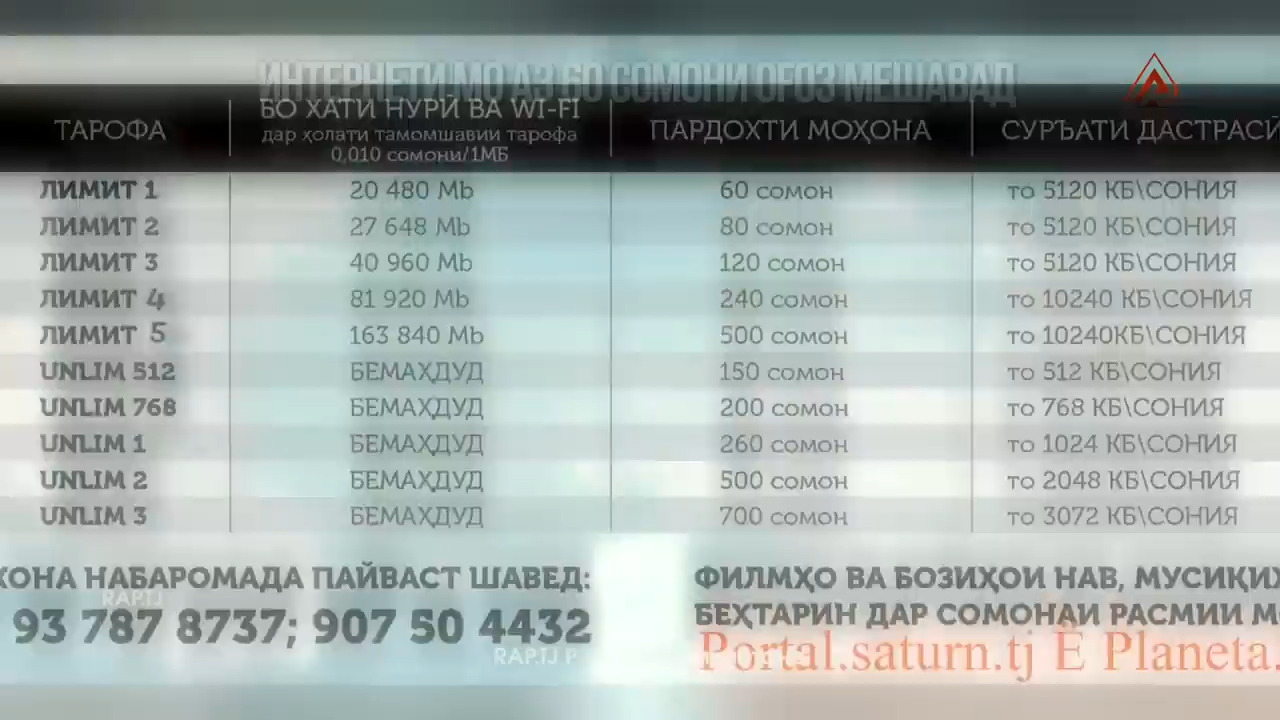 ИНТЕРНЕТИ МО АЗ 60 СОМОНИ ОҒОЗ МЕШАВАД
ТАРОФА БО ХАТИ НУРӢ ВА WI-FI ПАРДОХТИ МОҲОНА СУРЪАТИ ДАСТРАСӢ
дар ҳолати тамомшавии тарофа
0,010 сомони/1МБ
ЛИМИТ 1 20 480 Mb 60 сомон то 5120 КБ\СОНИЯ
ЛИМИТ 2 27 648 Mb 80 сомон то 5120 КБ\СОНИЯ
ЛИМИТ 3 40 960 Mb 120 сомон то 5120 КБ\СОНИЯ
ЛИМИТ 4 81 920 Mb 240 сомон то 10240 КБ\СОНИЯ
ЛИМИТ 5 163 840 Mb 500 сомон то 10240КБ\СОНИЯ
UNLIM 512 БЕМАҲДУД 150 сомон то 512 КБ\СОНИЯ
UNLIM 768 БЕМАҲДУД 200 сомон то 768 КБ\СОНИЯ
UNLIM 1 БЕМАҲДУД 260 сомон то 1024 КБ\СОНИЯ
UNLIM 2 БЕМАҲДУД 500 сомон то 2048 КБ\СОНИЯ
UNLIM 3 БЕМАҲДУД 700 сомон то 3072 КБ\СОНИЯ
ХОНА НАБАРОМАДА ПАЙВАСТ ШАВЕД:
93 787 8737; 907 50 4432
ФИЛМҲО ВА БОЗИҲОИ НАВ, МУСИҚИҲ
БЕҲТАРИН ДАР СОМОНАИ РАСМИИ М
Portal.saturn.tj Ё Planeta.
RAP.TJ
RAP.TJ